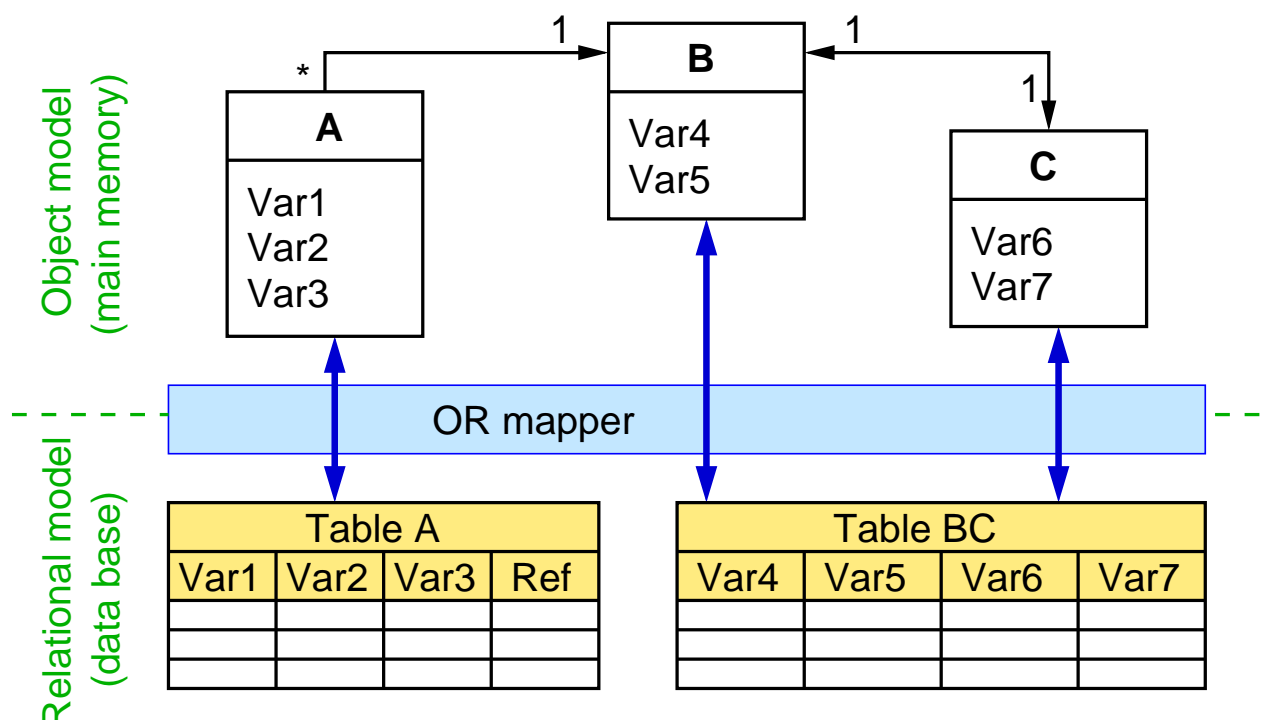 1
1
B
*
1
A
Var4
Var5
C
Var1
Var2
Var3
Var6
Var7
Object model
(main memory)
OR mapper
Relational model
(data base)
Table A
Var1 Var2 Var3 Ref
Table BC
Var4 Var5 Var6 Var7